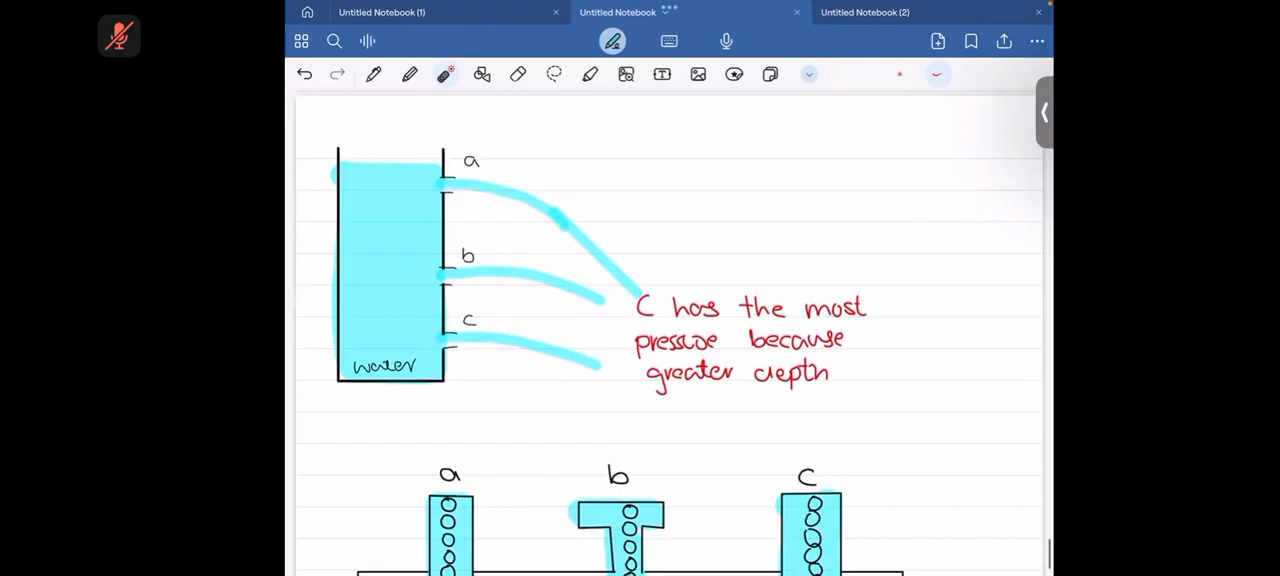 Untitled Notebook (1)
Untitled Notebook
Untitled Notebook (2)
a
b
c
water
C has the most
pressure because
greater depth
a
b
C